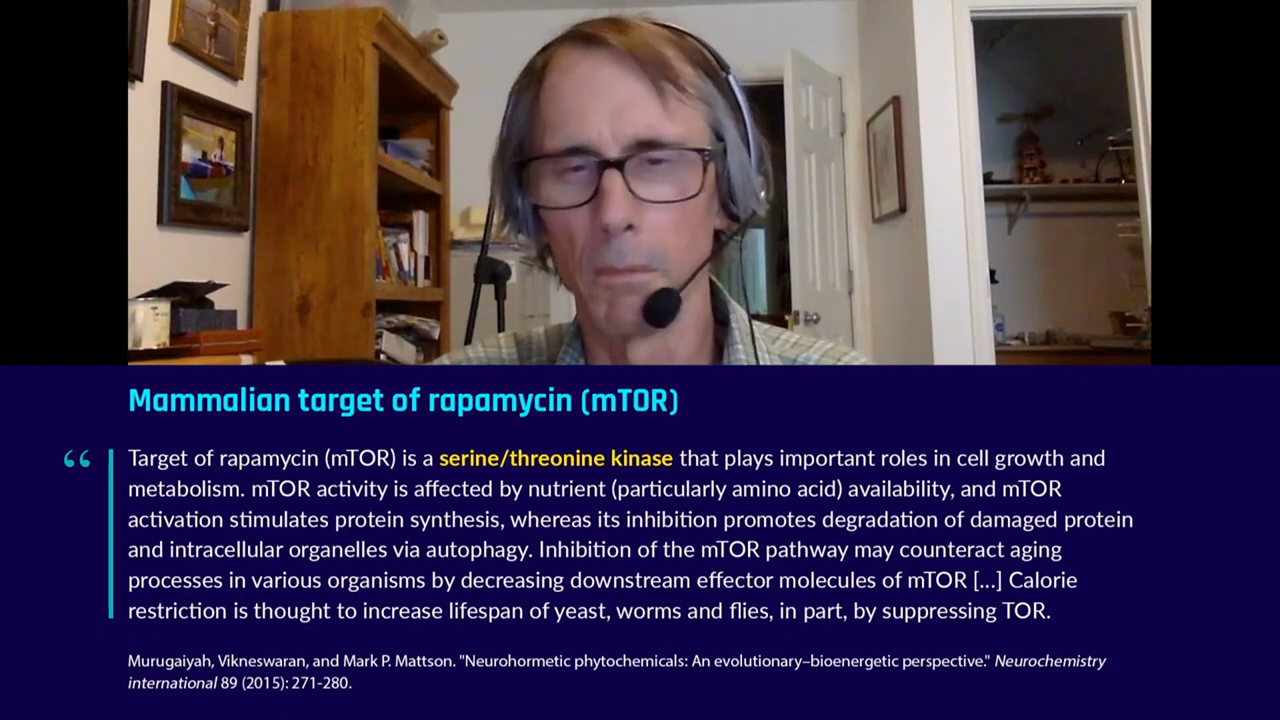 Mammalian target of rapamycin (mTOR)
“ Target of rapamycin (mTOR) is a serine/threonine kinase that plays important roles in cell growth and
metabolism. mTOR activity is affected by nutrient (particularly amino acid) availability, and mTOR
activation stimulates protein synthesis, whereas its inhibition promotes degradation of damaged protein
and intracellular organelles via autophagy. Inhibition of the mTOR pathway may counteract aging
processes in various organisms by decreasing downstream effector molecules of mTOR [...] Calorie
restriction is thought to increase lifespan of yeast, worms and flies, in part, by suppressing TOR.
Murugaiyah, Vikneswaran, and Mark P. Mattson. "Neurohormetic phytochemicals: An evolutionary–bioenergetic perspective." Neurochemistry
international 89 (2015): 271-280.